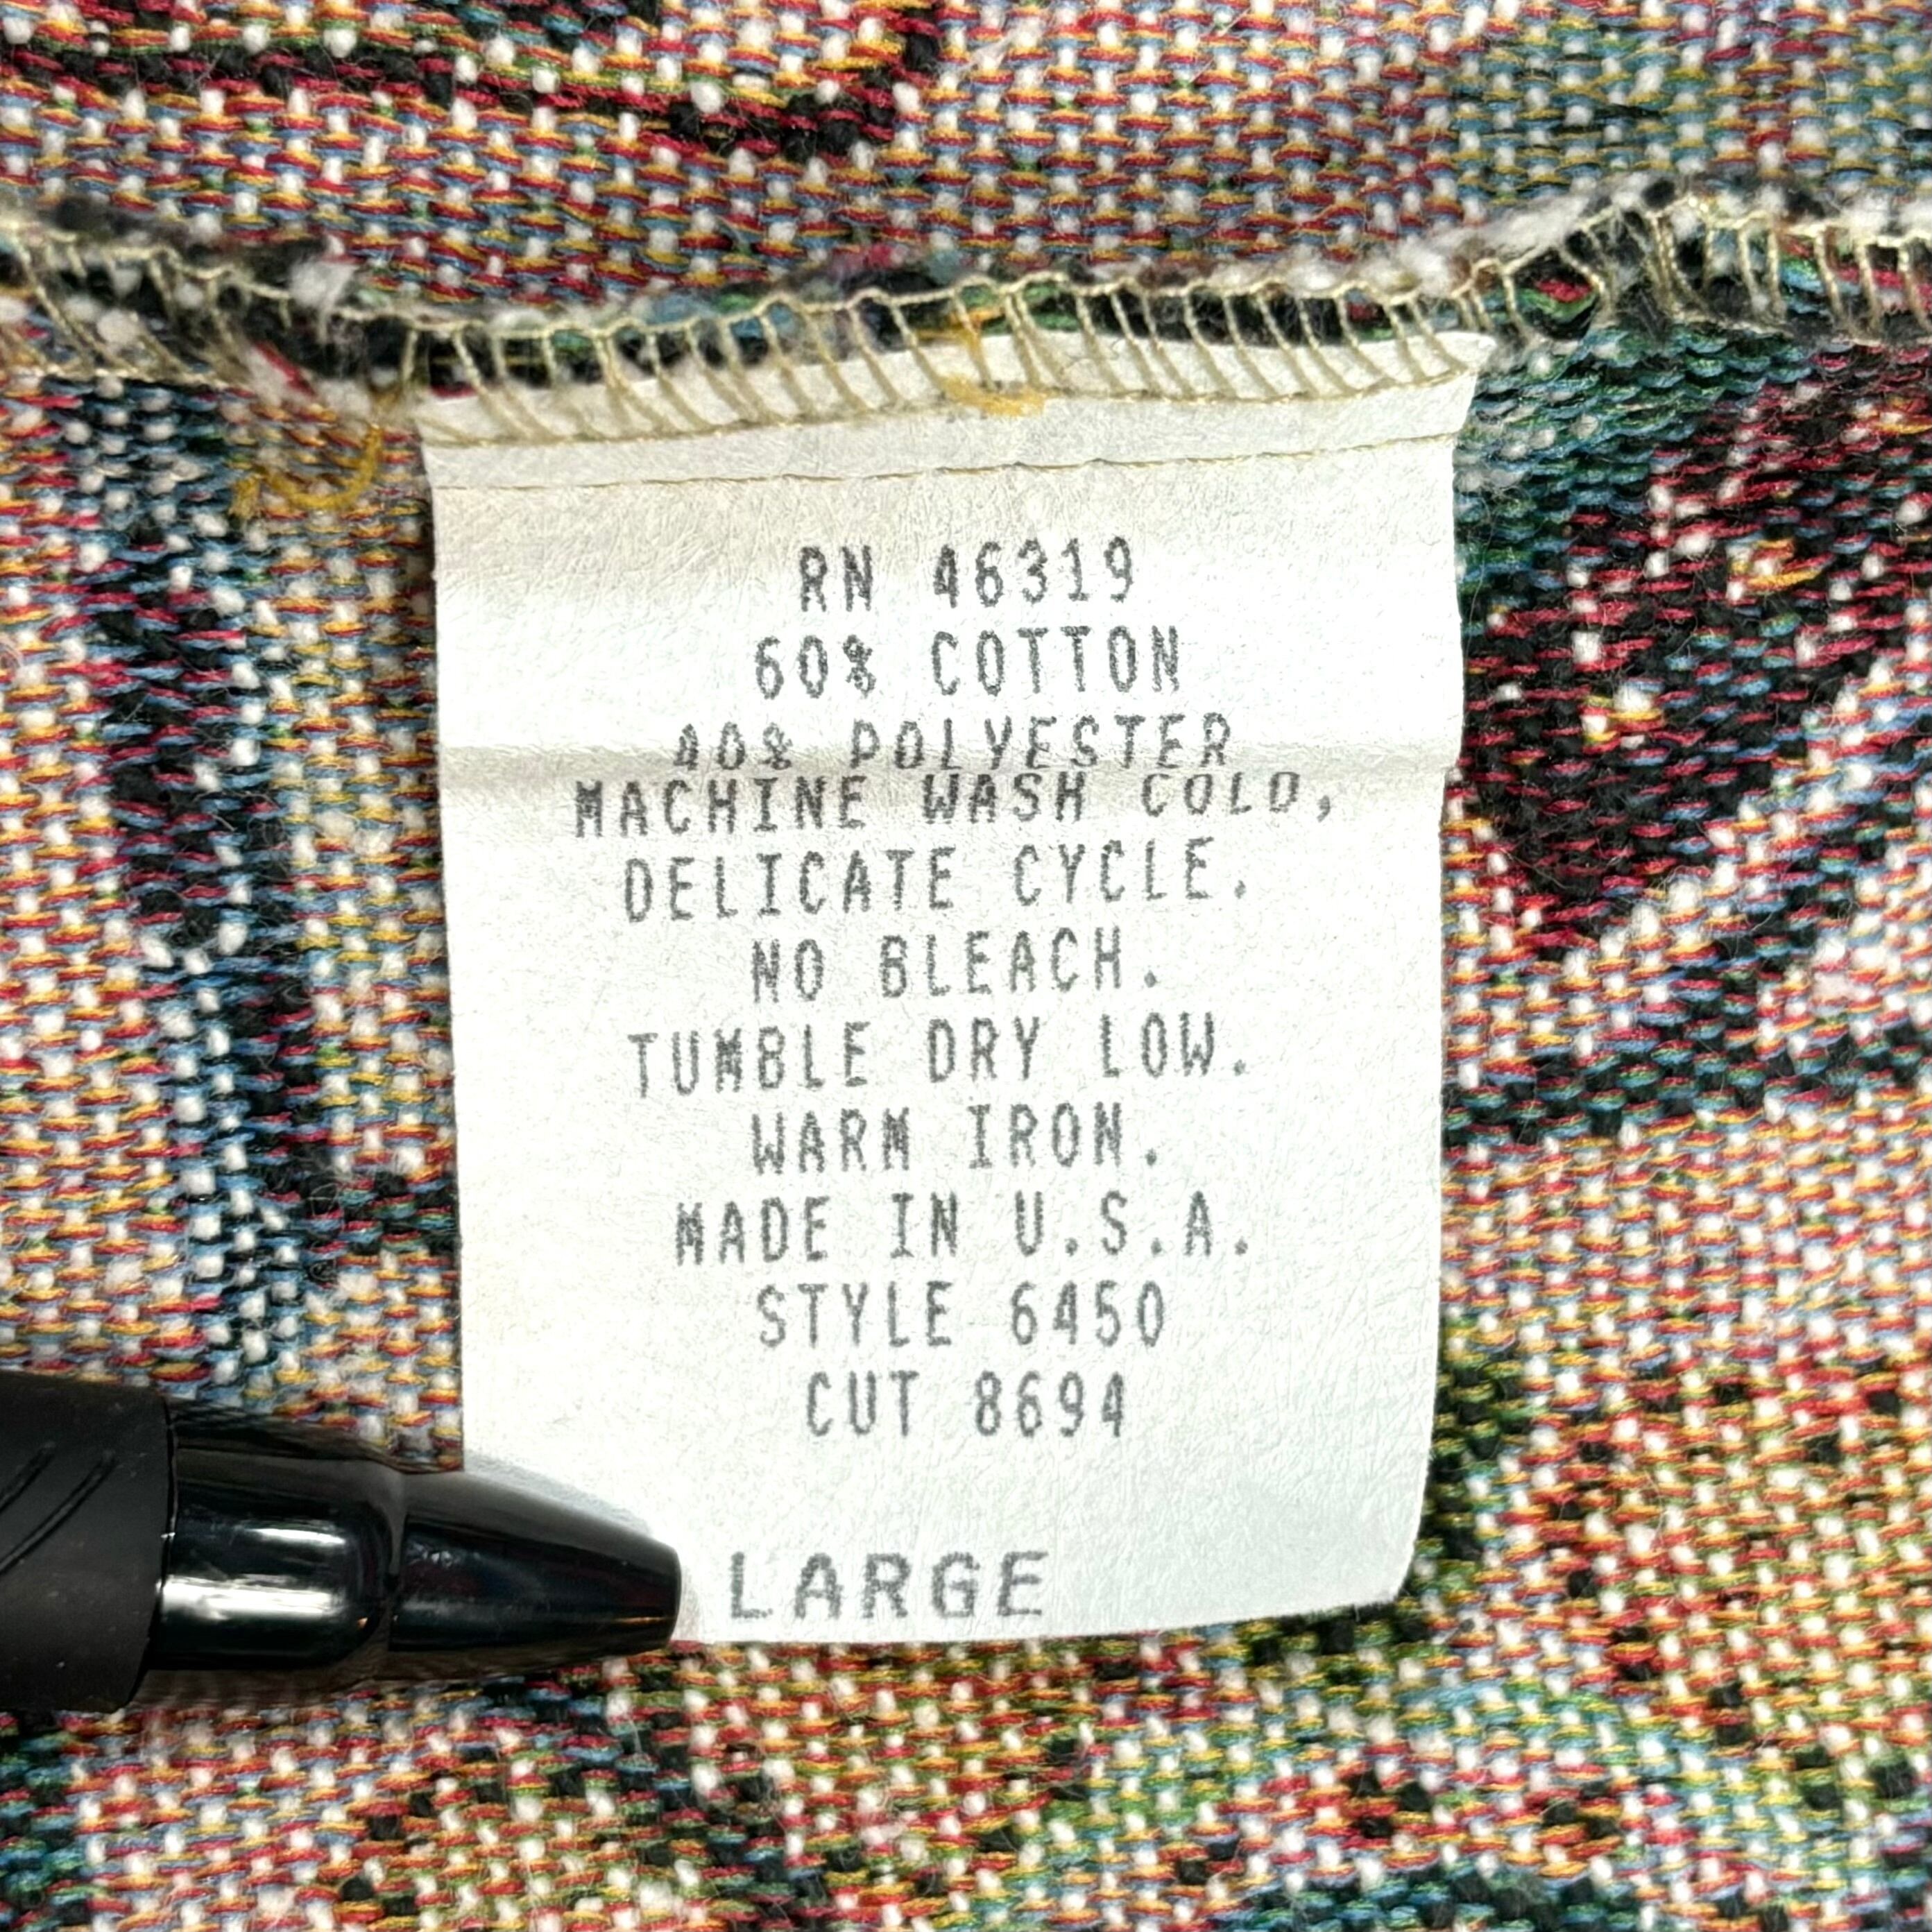 RN 46319
60% COTTON
40% POLYESTER
MACHINE WASH COLD,
DELICATE CYCLE.
NO BLEACH.
TUMBLE DRY LOW.
WARM IRON.
MADE IN U.S.A.
STYLE 6450
CUT 8694
LARGE